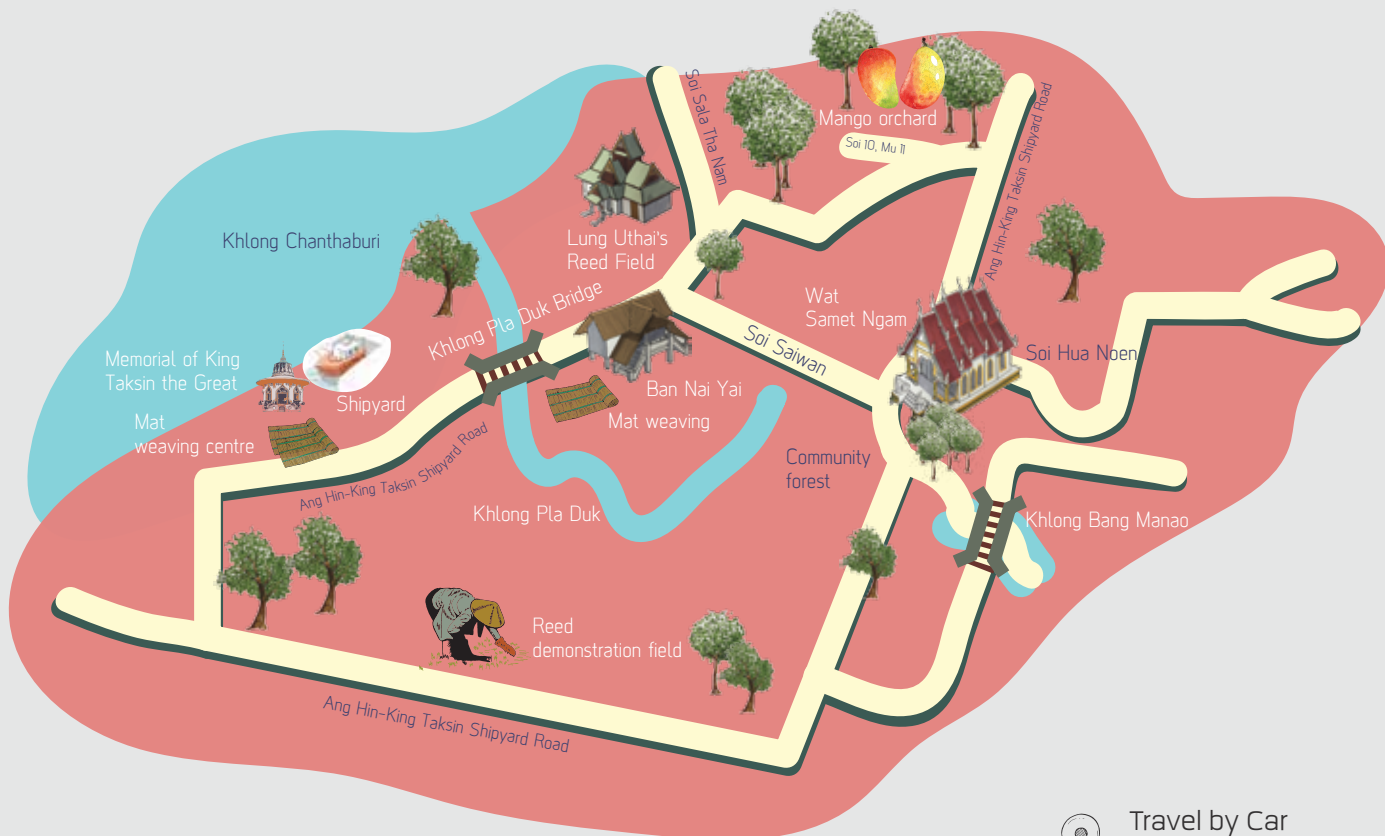 Soi Sala Tha Nam
Mango orchard
Soi 10, Mu 11
Ang Hin-King Taksin Shipyard Road
Khlong Chanthaburi
Lung Uthai's
Reed Field
Khlong Pla Duk Bridge
Wat
Samet Ngam
Soi Saiwan
Soi Hua Noen
Memorial of King
Taksin the Great
Shipyard
Ban Nai Yai
Mat weaving
Mat
weaving centre
Ang Hin-King Taksin Shipyard Road
Community
forest
Khlong Pla Duk
Khlong Bang Manao
Reed
demonstration field
Ang Hin-King Taksin Shipyard Road
Travel by Car